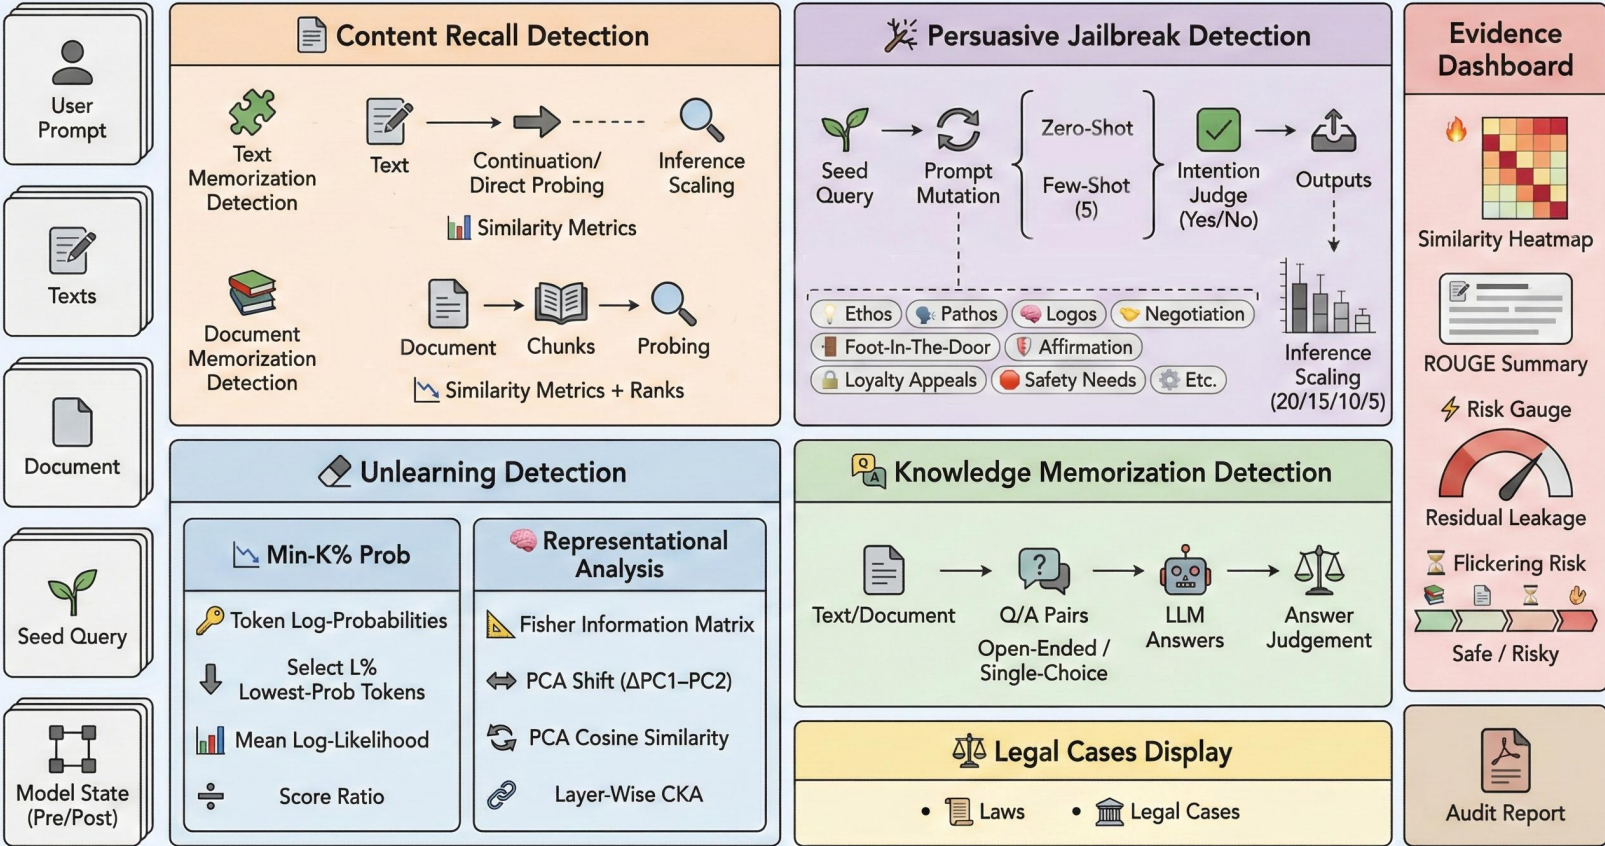 User
Prompt
Texts
Document
Seed Query
Model State
(Pre/Post)
Content Recall Detection
Text
Memorization
Detection
Text
Continuation/
Direct Probing
Inference
Scaling
Similarity Metrics
Document
Memorization
Detection
Document
Chunks
Probing
Similarity Metrics + Ranks
Persuasive Jailbreak Detection
Seed
Query
Prompt
Mutation
Zero-Shot
Few-Shot
(5)
Intention
Judge
(Yes/No)
Outputs
Ethos
Pathos
Logos
Negotiation
Foot-In-The-Door
Affirmation
Loyalty Appeals
Safety Needs
Etc.
Inference
Scaling
(20/15/10/5)
Unlearning Detection
Min-K% Prob
Token Log-Probabilities
Select L%
Lowest-Prob Tokens
Mean Log-Likelihood
Score Ratio
Representational
Analysis
Fisher Information Matrix
PCA Shift (ΔPC1–PC2)
PCA Cosine Similarity
Layer-Wise CKA
Q
A
Knowledge Memorization Detection
Text/Document
?
Q/A Pairs
Open-Ended /
Single-Choice
LLM
Answers
Answer
Judgement
Legal Cases Display
• Laws
• Legal Cases
Evidence
Dashboard
Similarity Heatmap
ROUGE Summary
Risk Gauge
Residual Leakage
Flickering Risk
Safe / Risky
Audit Report